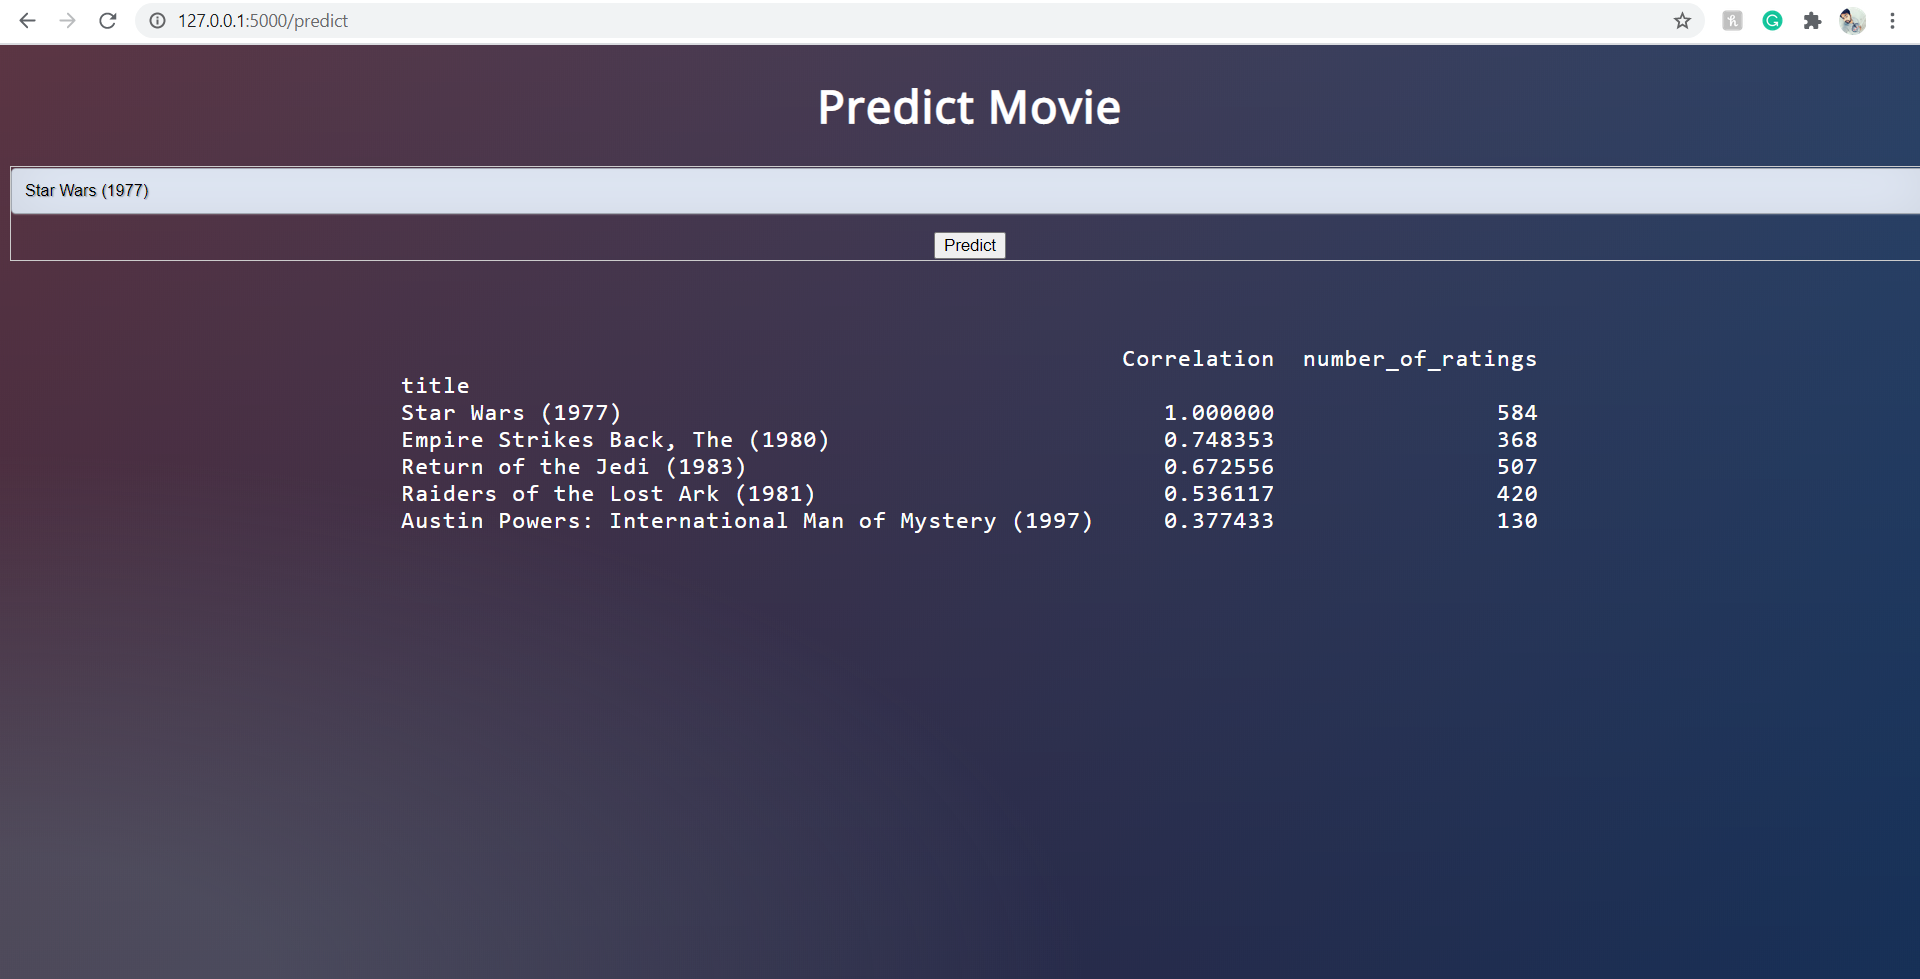 127.0.0.1:5000/predict
Predict Movie
Star Wars (1977)
Predict
Correlation number_of_ratings
title
Star Wars (1977) 1.000000 584
Empire Strikes Back, The (1980) 0.748353 368
Return of the Jedi (1983) 0.672556 507
Raiders of the Lost Ark (1981) 0.536117 420
Austin Powers: International Man of Mystery (1997) 0.377433 130